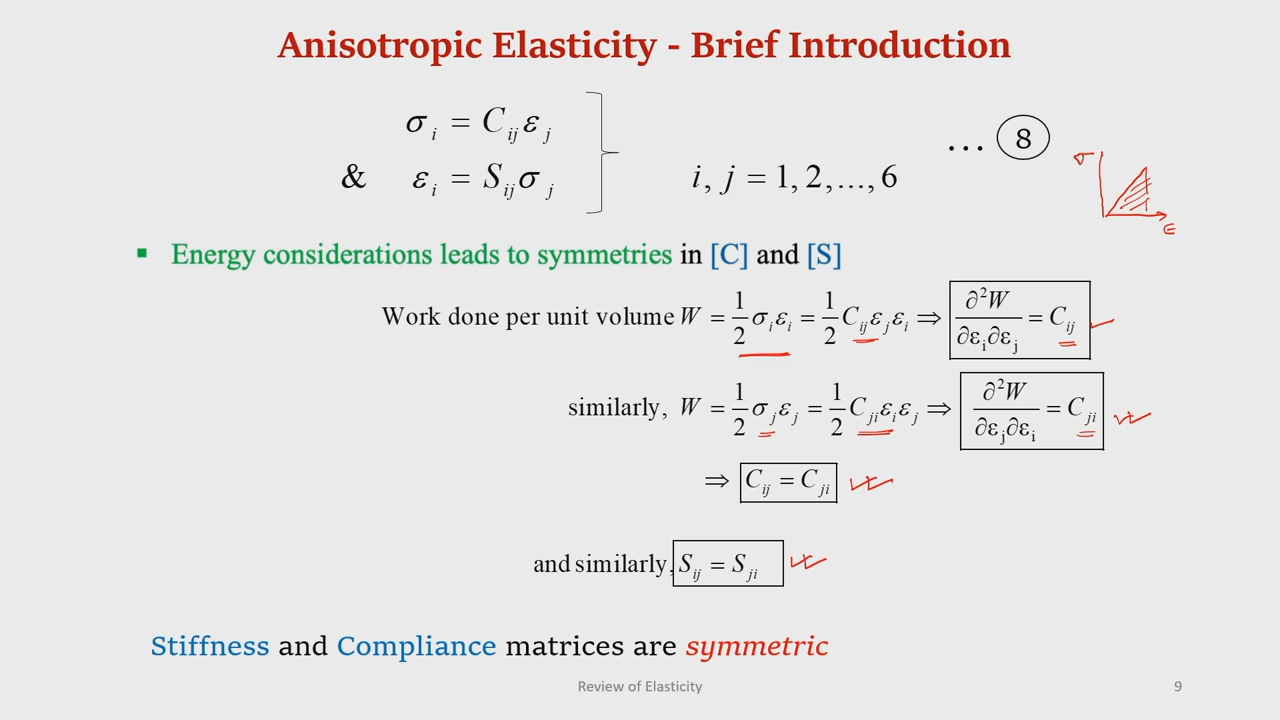 Anisotropic Elasticity - Brief Introduction
σ_i = C_ij ε_j
& ε_i = S_ij σ_j
i, j = 1, 2, ..., 6
... 8
σ
ε
▪ Energy considerations leads to symmetries in [C] and [S]
Work done per unit volume W = 1/2 σ_i ε_i = 1/2 C_ij ε_j ε_i ⇒ ∂²W/∂ε_i∂ε_j = C_ij
similarly, W = 1/2 σ_j ε_j = 1/2 C_ji ε_i ε_j ⇒ ∂²W/∂ε_j∂ε_i = C_ji
⇒ C_ij = C_ji
and similarly, S_ij = S_ji
Stiffness and Compliance matrices are symmetric
Review of Elasticity
9